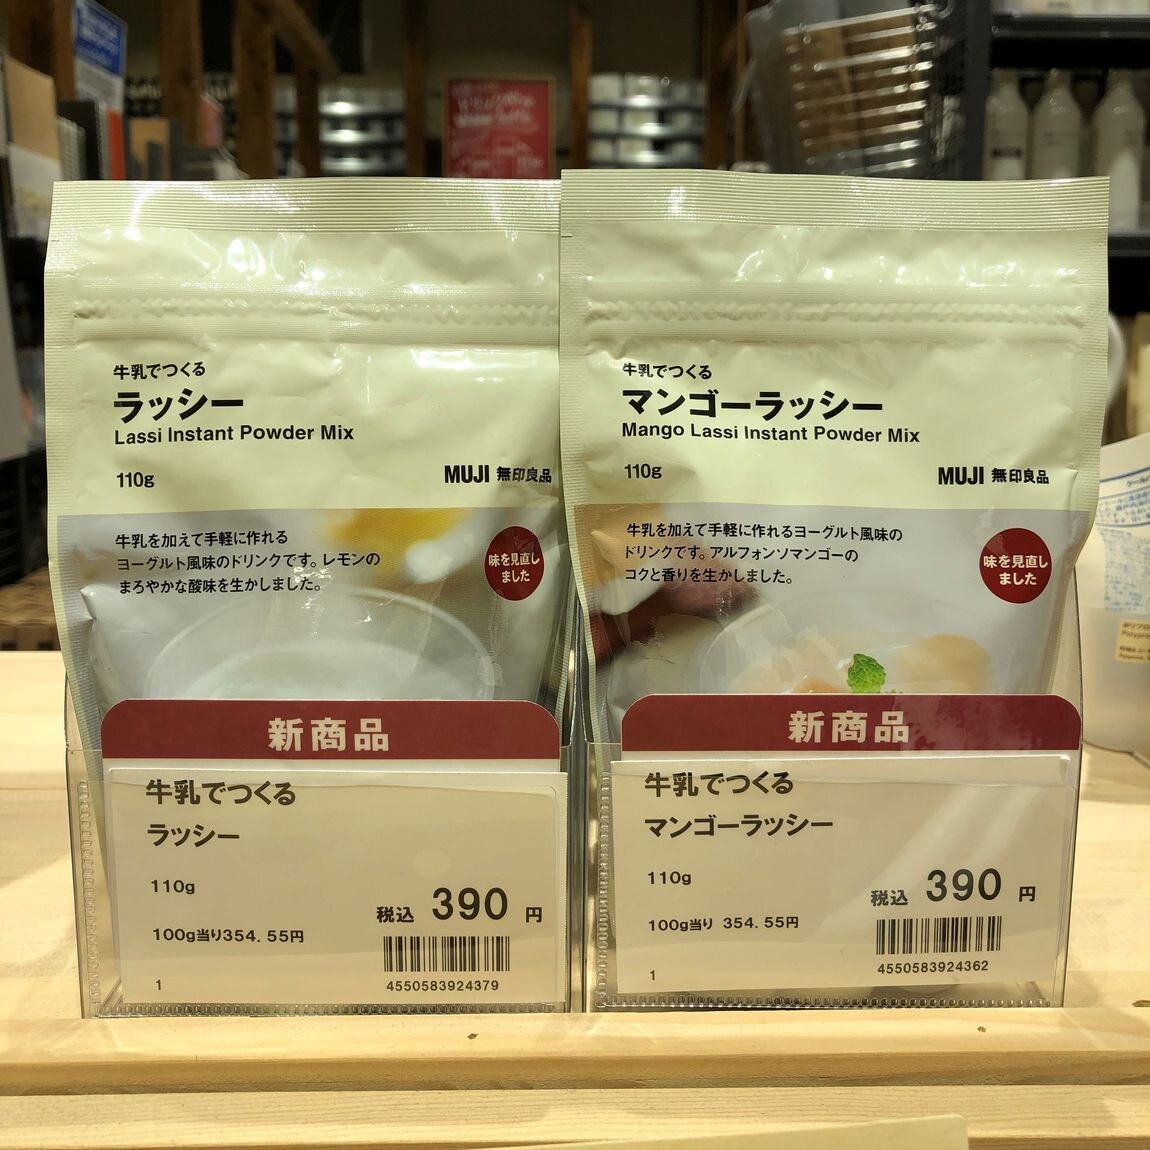 牛乳でつくる
ラッシー
Lassi Instant Powder Mix
110g
MUJI 無印良品
牛乳を加えて手軽に作れる
ヨーグルト風味のドリンクです。レモンの
まろやかな酸味を生かしました。
味を見直し
ました
新商品
牛乳でつくる
ラッシー
110g
税込 390 円
100g当り354.55円
4550583924379
1
牛乳でつくる
マンゴーラッシー
Mango Lassi Instant Powder Mix
110g
MUJI 無印良品
牛乳を加えて手軽に作れるヨーグルト風味の
ドリンクです。アルフォンソマンゴーの
コクと香りを生かしました。
味を見直し
ました
新商品
牛乳でつくる
マンゴーラッシー
110g
税込 390 円
100g当り 354.55円
4550583924362
1